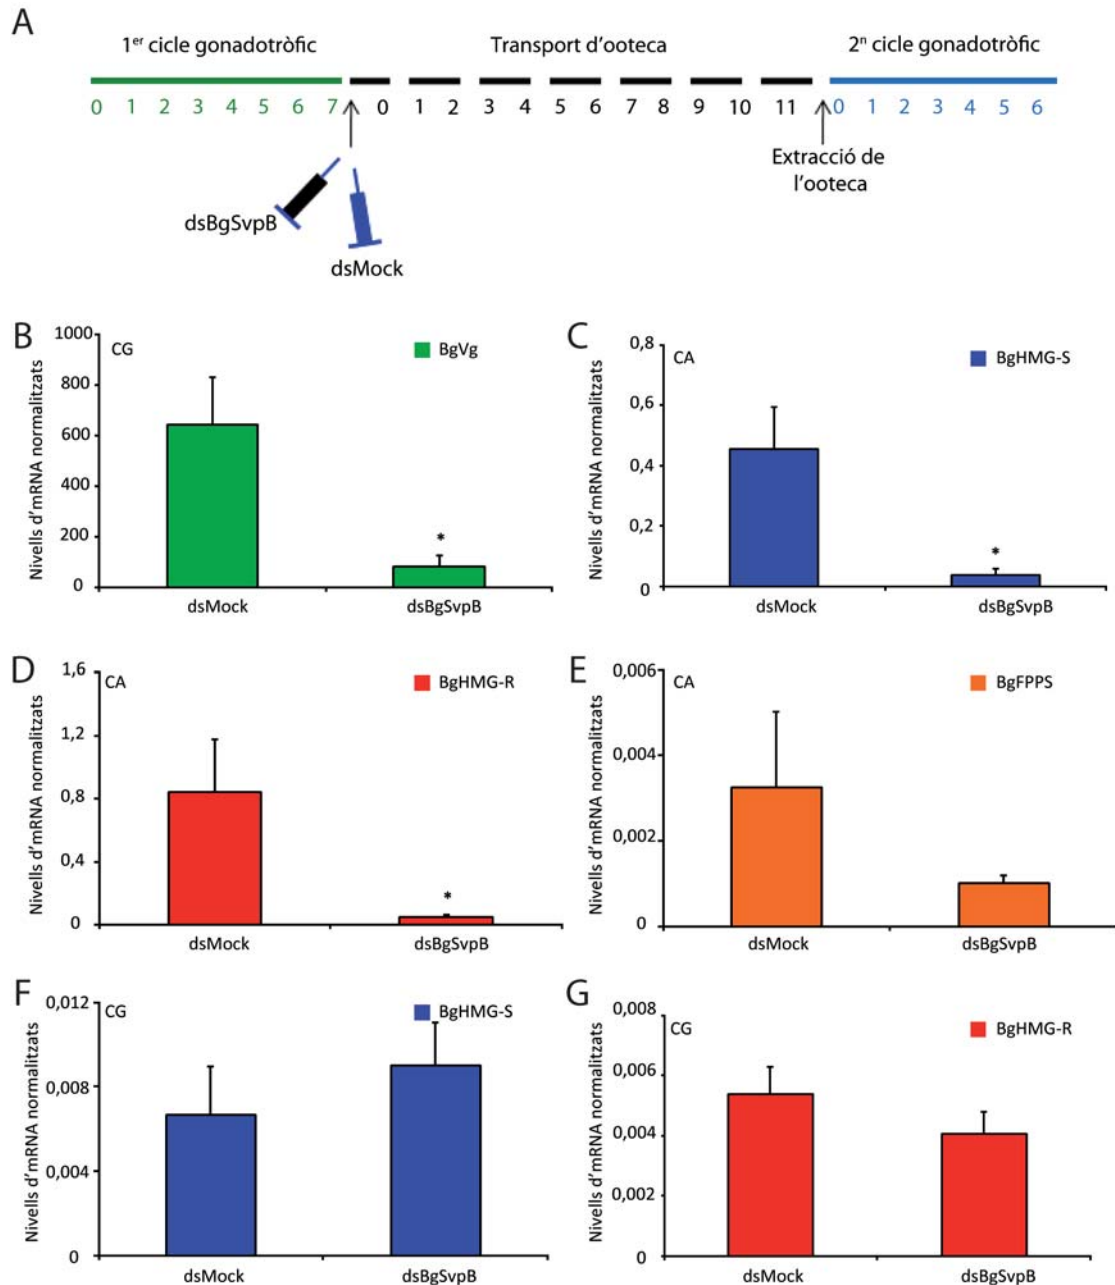 A
1er cicle gonadotròfic
Transport d'ooteca
2n cicle gonadotròfic
0 1 2 3 4 5 6 7
0 1 2 3 4 5 6 7 8 9 10 11
0 1 2 3 4 5 6
Extracció de
l'ooteca
dsBgSvpB
dsMock
B
CG
BgVg
Nivells d'mRNA normalitzats
1000
800
600
400
200
0
dsMock
dsBgSvpB
*
C
CA
BgHMG-S
Nivells d'mRNA normalitzats
0,8
0,6
0,4
0,2
0
dsMock
dsBgSvpB
*
D
CA
BgHMG-R
Nivells d'mRNA normalitzats
1,6
1,2
0,8
0,4
0
dsMock
dsBgSvpB
*
E
CA
BgFPPS
Nivells d'mRNA normalitzats
0,006
0,004
0,002
0
dsMock
dsBgSvpB
F
CG
BgHMG-S
Nivells d'mRNA normalitzats
0,012
0,008
0,004
0
dsMock
dsBgSvpB
G
CG
BgHMG-R
Nivells d'mRNA normalitzats
0,008
0,006
0,004
0,002
0
dsMock
dsBgSvpB